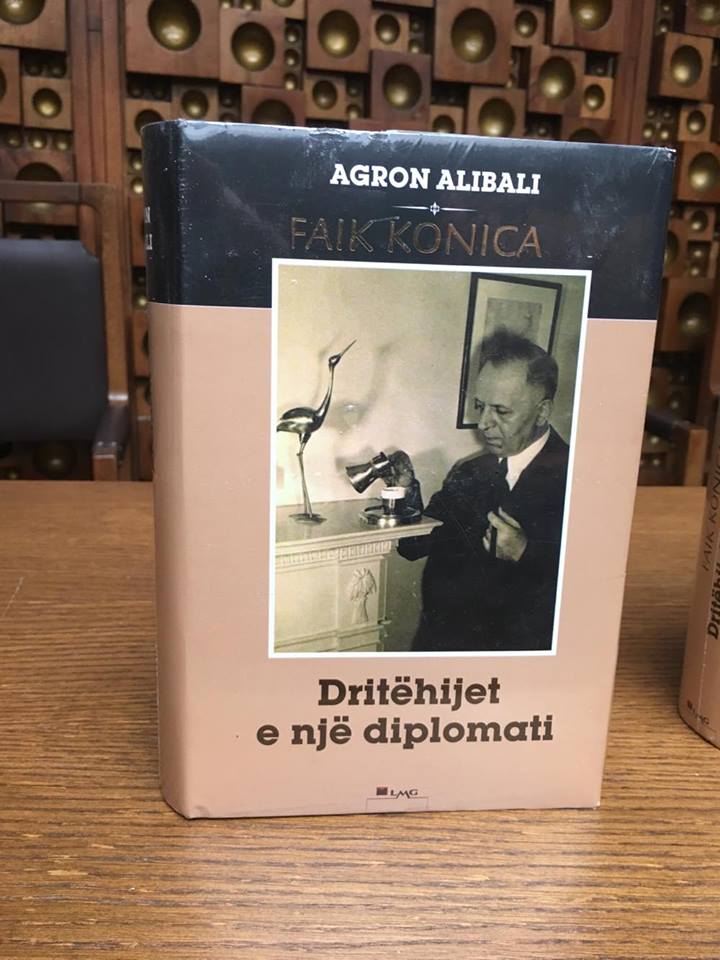 AGRON ALIBALI
FAIK KONICA
Dritëhijet
e një diplomati
LMG